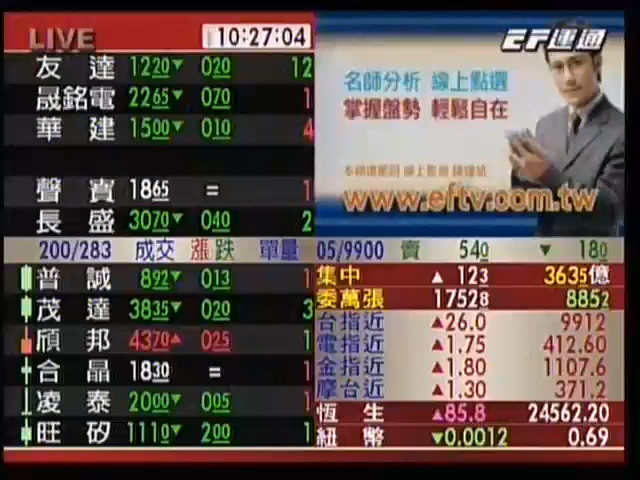 LIVE 10:27:04
友達 1220▼ 020 12
晟銘電 2265▼ 070 1
華建 1500▼ 010 4
聲寶 1865 = 1
長盛 3070▼ 040 2
200/283 成交 漲跌 單量
普誠 892▼ 013 1
茂達 3835▼ 020 3
頎邦 4370▲ 025 1
合晶 1830 = 1
凌泰 2000▼ 005 1
旺矽 1110▼ 200 1
EF運通
名師分析 線上點選
掌握盤勢 輕鬆自在
www.eftv.com.tw
05/9900 賣 540 ▼ 180
集中 ▲ 123 3635億
委萬張 17528 8852
台指近 ▲26.0 9912
電指近 ▲1.75 412.60
金指近 ▲1.80 1107.6
摩台近 ▲1.30 371.2
恆生 ▲85.8 24562.20
紐幣 ▼0.0012 0.69